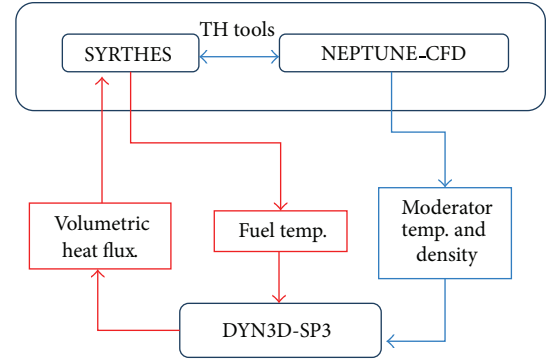 TH tools
SYRTHES
NEPTUNE-CFD
Volumetric
heat flux.
Fuel temp.
Moderator
temp. and
density
DYN3D-SP3